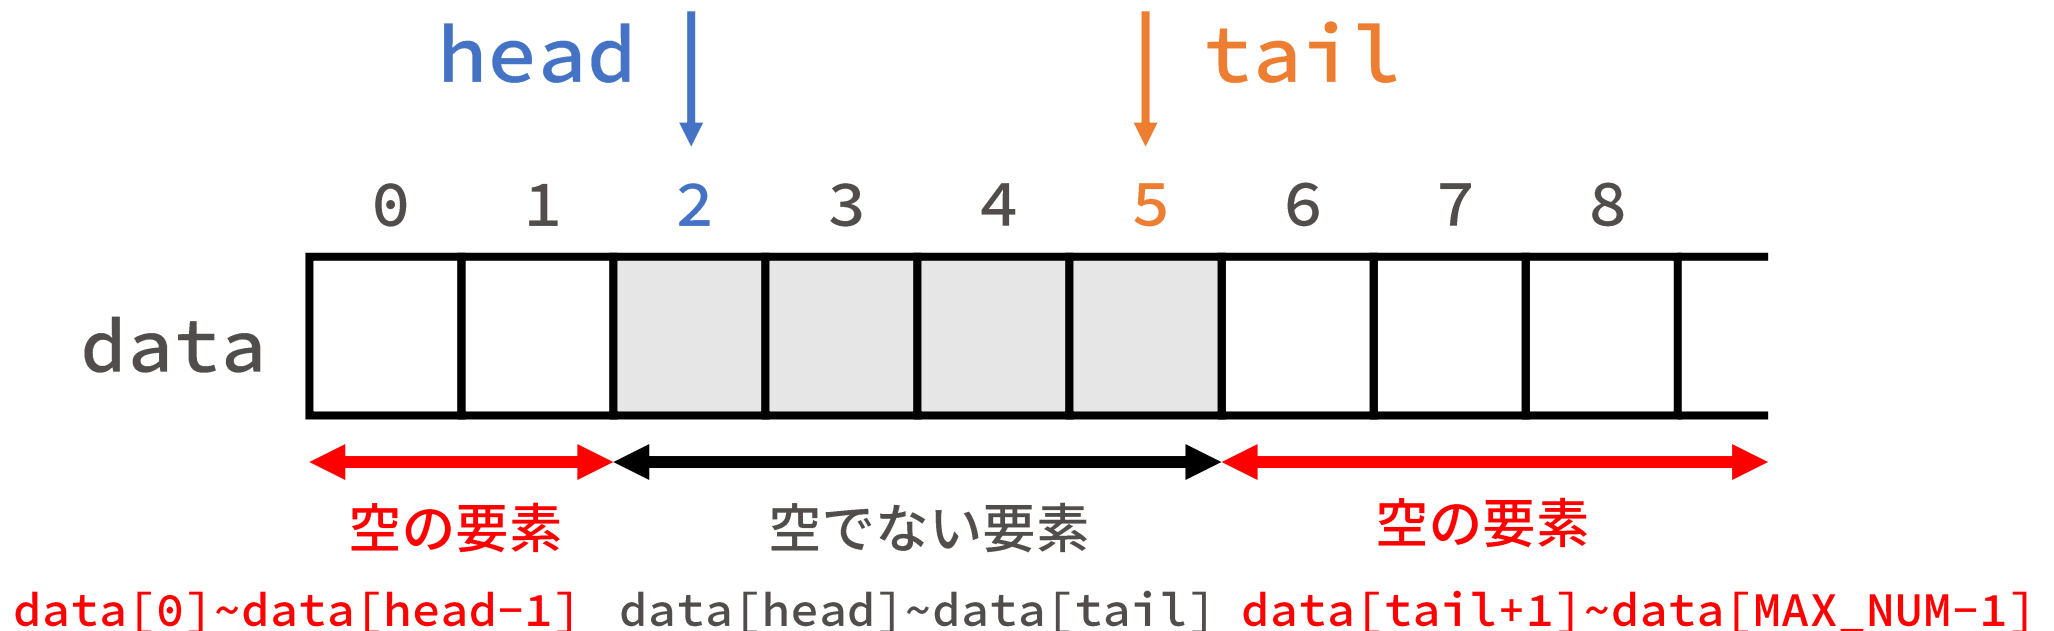 head tail
0 1 2 3 4 5 6 7 8
data
空の要素 空でない要素 空の要素
data[0]~data[head-1] data[head]~data[tail] data[tail+1]~data[MAX_NUM-1]